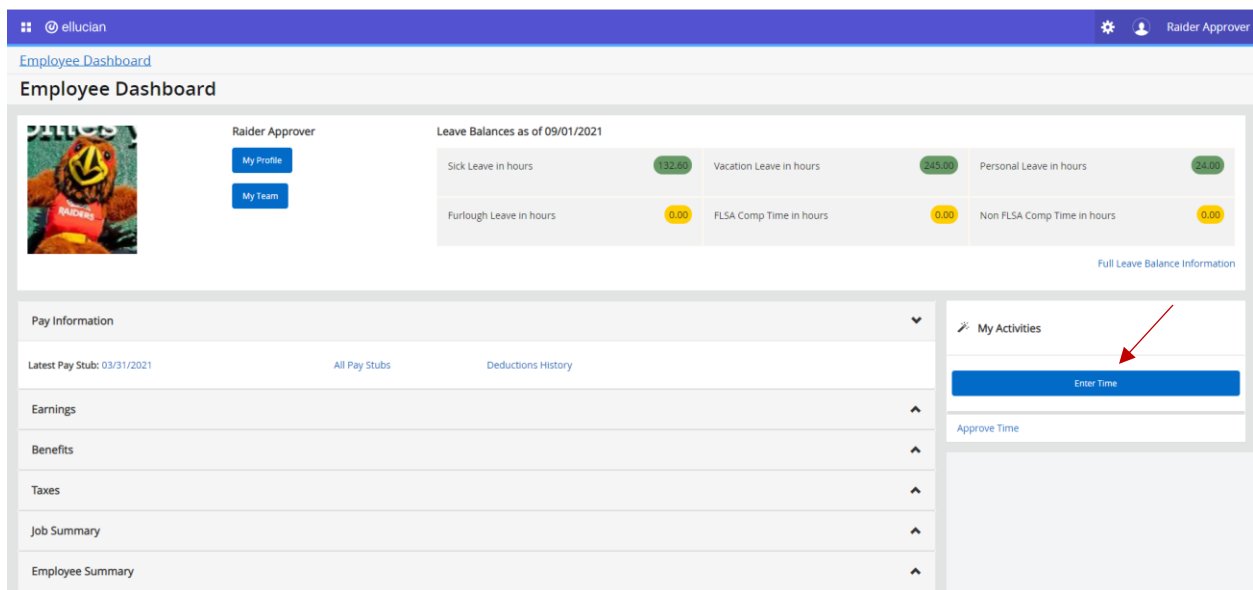 ellucian
Raider Approver
Employee Dashboard
Employee Dashboard
Raider Approver
My Profile
My Team
RAIDERS
Leave Balances as of 09/01/2021
Sick Leave in hours 132.60 Vacation Leave in hours 245.00 Personal Leave in hours 24.00
Furlough Leave in hours 0.00 FLSA Comp Time in hours 0.00 Non FLSA Comp Time in hours 0.00
Full Leave Balance Information
Pay Information
Latest Pay Stub: 03/31/2021 All Pay Stubs Deductions History
Earnings
Benefits
Taxes
Job Summary
Employee Summary
My Activities
Enter Time
Approve Time